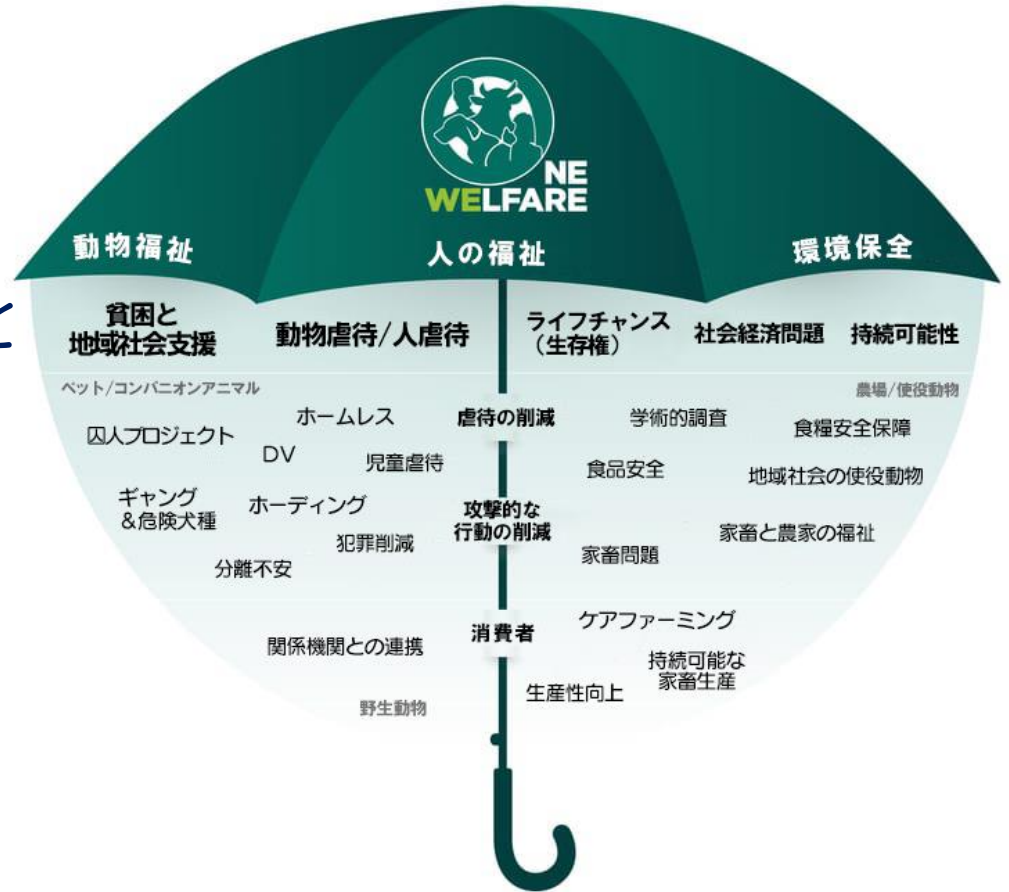 NE
WELFARE
動物福祉
人の福祉
環境保全
貧困と
地域社会支援
動物虐待/人虐待
ライフチャンス
（生存権）
社会経済問題
持続可能性
ペット/コンパニオンアニマル
農場/使役動物
ホームレス
虐待の削減
学術的調査
囚人プロジェクト
食糧安全保障
DV
児童虐待
食品安全
地域社会の使役動物
ギャング
＆危険犬種
ホーディング
攻撃的な
行動の削減
家畜と農家の福祉
犯罪削減
家畜問題
分離不安
ケアファーミング
消費者
関係機関との連携
持続可能な
家畜生産
生産性向上
野生動物